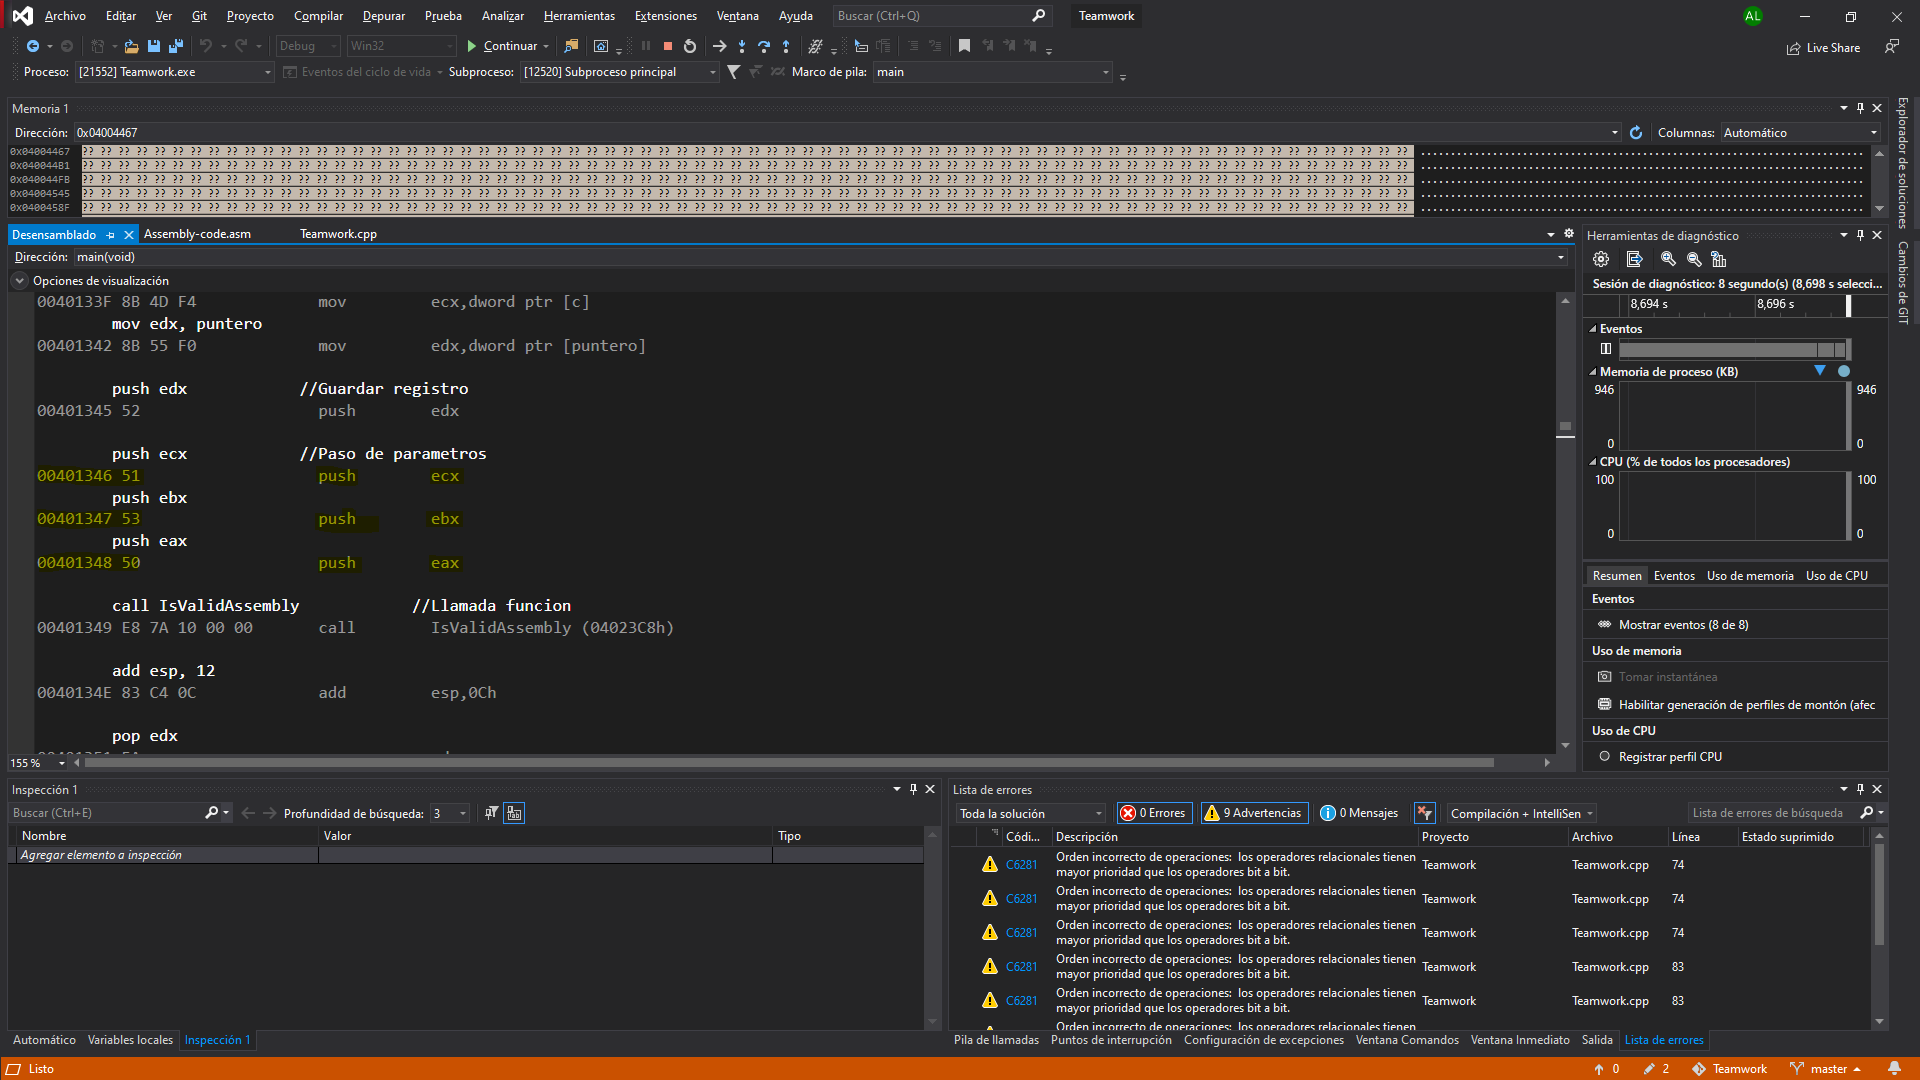 Archivo Editar Ver Git Proyecto Compilar Depurar Prueba Analizar Herramientas Extensiones Ventana Ayuda Buscar (Ctrl+Q) Teamwork AL
Debug Win32 Continuar Live Share
Proceso: [21552] Teamwork.exe Eventos del ciclo de vida Subproceso: [12520] Subproceso principal Marco de pila: main
Memoria 1
Dirección: 0x04004467 Columnas: Automático
0x04004467
0x040044B1
0x040044FB
0x04004545
0x0400458F
Explorador de soluciones
Cambios de GIT
Desensamblado Assembly-code.asm Teamwork.cpp
Dirección: main(void)
Opciones de visualización
0040133F 8B 4D F4 mov ecx,dword ptr [c]
mov edx, puntero
00401342 8B 55 F0 mov edx,dword ptr [puntero]
push edx //Guardar registro
00401345 52 push edx
push ecx //Paso de parametros
00401346 51 push ecx
push ebx
00401347 53 push ebx
push eax
00401348 50 push eax
call IsValidAssembly //Llamada funcion
00401349 E8 7A 10 00 00 call IsValidAssembly (04023C8h)
add esp, 12
0040134E 83 C4 0C add esp,0Ch
pop edx
155 %
Herramientas de diagnóstico
Sesión de diagnóstico: 8 segundo(s) (8,698 s selecci...
8,694 s 8,696 s
Eventos
Memoria de proceso (KB)
946 946
0 0
CPU (% de todos los procesadores)
100 100
0 0
Resumen Eventos Uso de memoria Uso de CPU
Eventos
Mostrar eventos (8 de 8)
Uso de memoria
Tomar instantánea
Habilitar generación de perfiles de montón (afec
Uso de CPU
Registrar perfil CPU
Inspección 1
Buscar (Ctrl+E) Profundidad de búsqueda: 3
Nombre Valor Tipo
Agregar elemento a inspección
Automático Variables locales Inspección 1
Lista de errores
Toda la solución 0 Errores 9 Advertencias 0 Mensajes Compilación + IntelliSen Lista de errores de búsqueda
Códi... Descripción Proyecto Archivo Línea Estado suprimido
C6281 Orden incorrecto de operaciones: los operadores relacionales tienen Teamwork Teamwork.cpp 74
mayor prioridad que los operadores bit a bit.
C6281 Orden incorrecto de operaciones: los operadores relacionales tienen Teamwork Teamwork.cpp 74
mayor prioridad que los operadores bit a bit.
C6281 Orden incorrecto de operaciones: los operadores relacionales tienen Teamwork Teamwork.cpp 74
mayor prioridad que los operadores bit a bit.
C6281 Orden incorrecto de operaciones: los operadores relacionales tienen Teamwork Teamwork.cpp 83
mayor prioridad que los operadores bit a bit.
C6281 Orden incorrecto de operaciones: los operadores relacionales tienen Teamwork Teamwork.cpp 83
mayor prioridad que los operadores bit a bit.
Orden incorrecto de operaciones: los operadores relacionales tienen
Pila de llamadas Puntos de interrupción Configuración de excepciones Ventana Comandos Ventana Inmediato Salida Lista de errores
Listo 0 2 Teamwork master